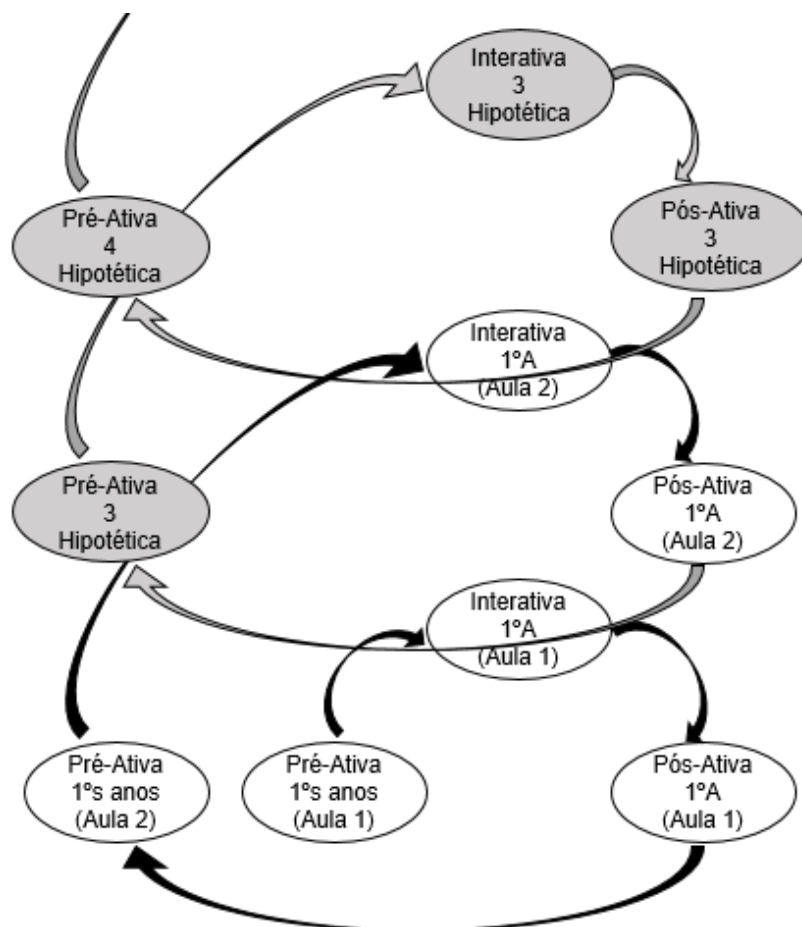 Interativa
3
Hipotética
Pré-Ativa
4
Hipotética
Pós-Ativa
3
Hipotética
Interativa
1ºA
(Aula 2)
Pré-Ativa
3
Hipotética
Pós-Ativa
1ºA
(Aula 2)
Interativa
1ºA
(Aula 1)
Pré-Ativa
1ºs anos
(Aula 2)
Pré-Ativa
1ºs anos
(Aula 1)
Pós-Ativa
1ºA
(Aula 1)